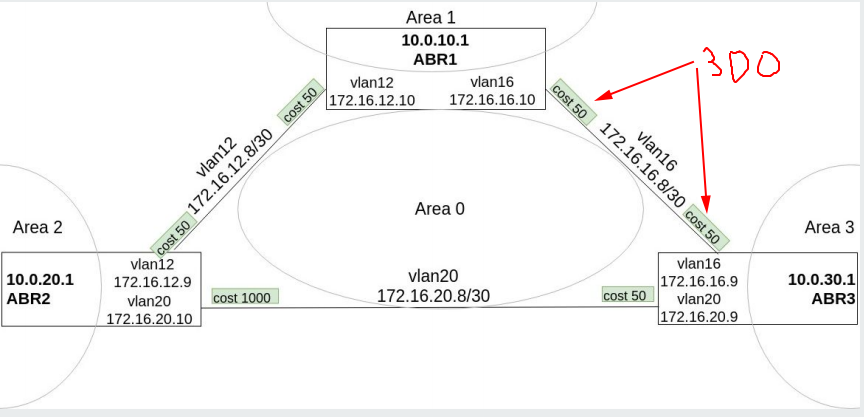 Area 1
10.0.10.1
ABR1
vlan12
172.16.12.10
vlan16
172.16.16.10
cost 50
cost 50
300
vlan12
172.16.12.8/30
vlan16
172.16.16.8/30
Area 0
cost 50
cost 50
Area 2
Area 3
10.0.20.1
ABR2
vlan12
172.16.12.9
vlan20
172.16.20.10
cost 1000
vlan20
172.16.20.8/30
cost 50
vlan16
172.16.16.9
vlan20
172.16.20.9
10.0.30.1
ABR3